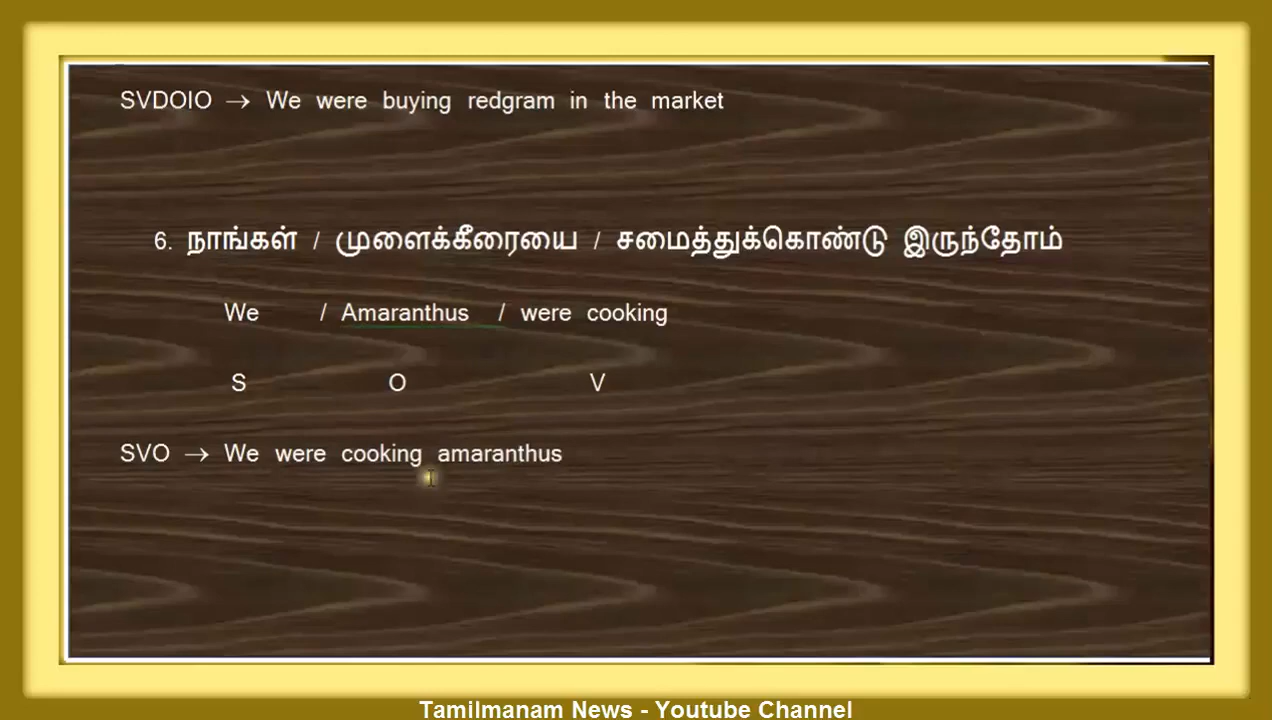 SVDOIO → We were buying redgram in the market
6. நாங்கள் / முளைக்கீரையை / சமைத்துக்கொண்டு இருந்தோம்
We / Amaranthus / were cooking
S O V
SVO → We were cooking amaranthus
Tamilmanam News - Youtube Channel